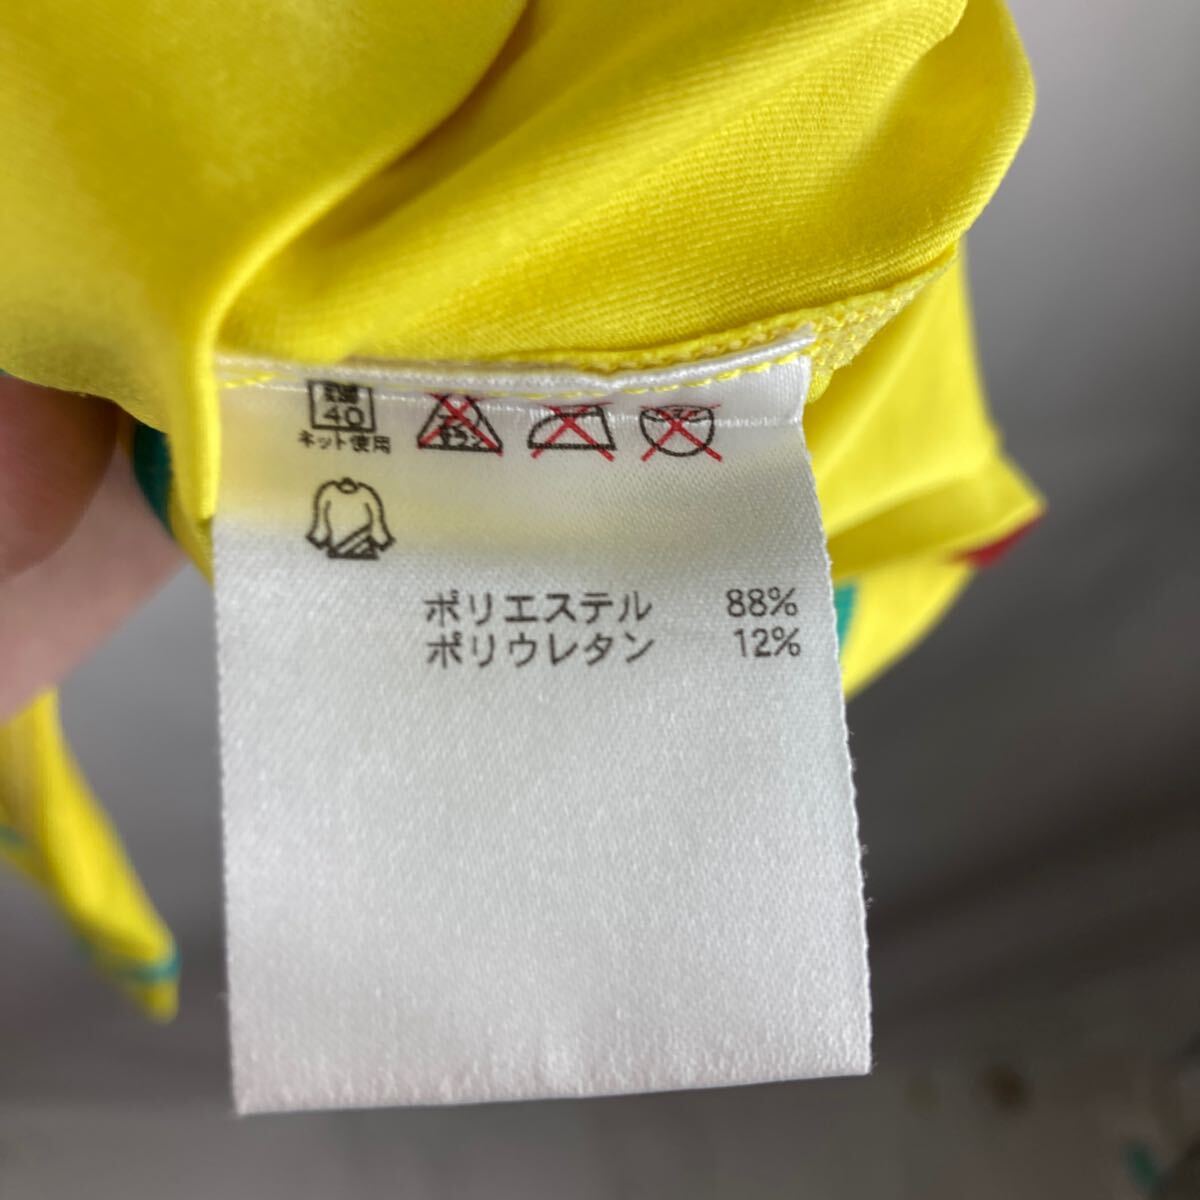 40
ネット使用
ポリエステル 88%
ポリウレタン 12%